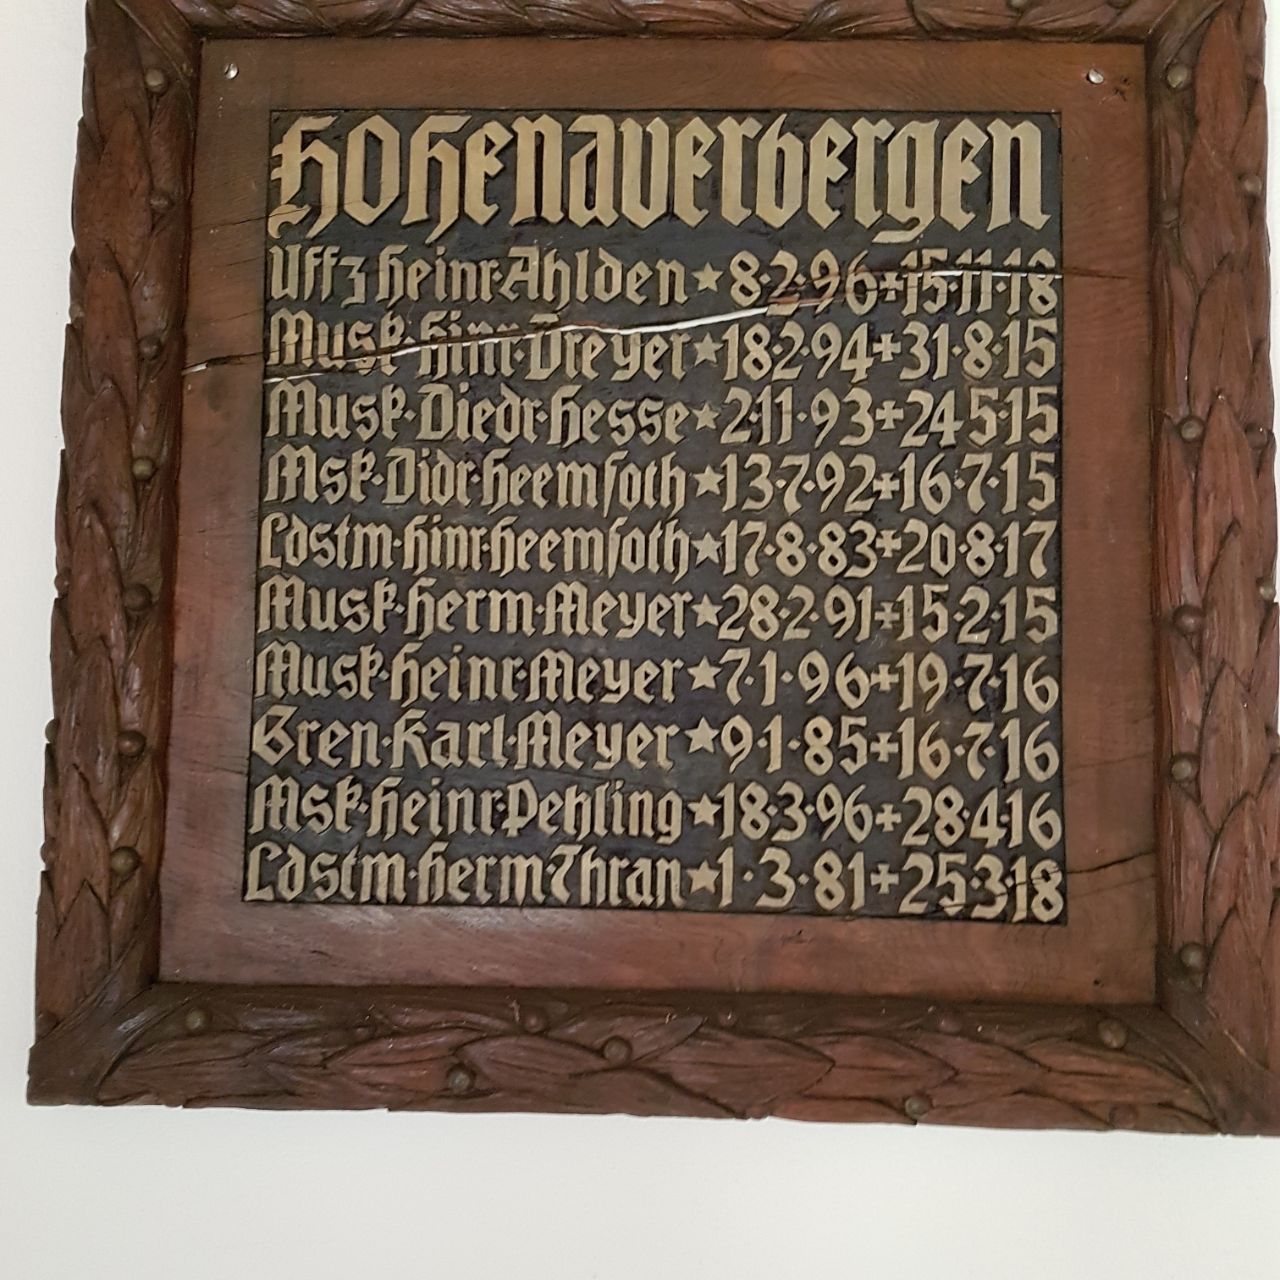 Hohenaverbergen
Uffz Heinr·Ahlden★8·2·96+15·11·18
Musk·Hinr·Dreyer★18·2·94+31·8·15
Musk·Diedr·Hesse★2·11·93+24 5·15
Msk·Didr·Heemsoth★13·7·92+16·7·15
Ldstm·Hinr·Heemsoth★17·8·83+20·8·17
Musk·Herm·Meyer★28·2·91+15·2·15
Musk·Heinr·Meyer★7·1·96+19·7·16
Gren·Karl·Meyer★9·1·85+16·7·16
Msk·Heinr·Pehling★18·3·96+28·4·16
Ldstm·Herm·Thran★1·3·81+25·3·18